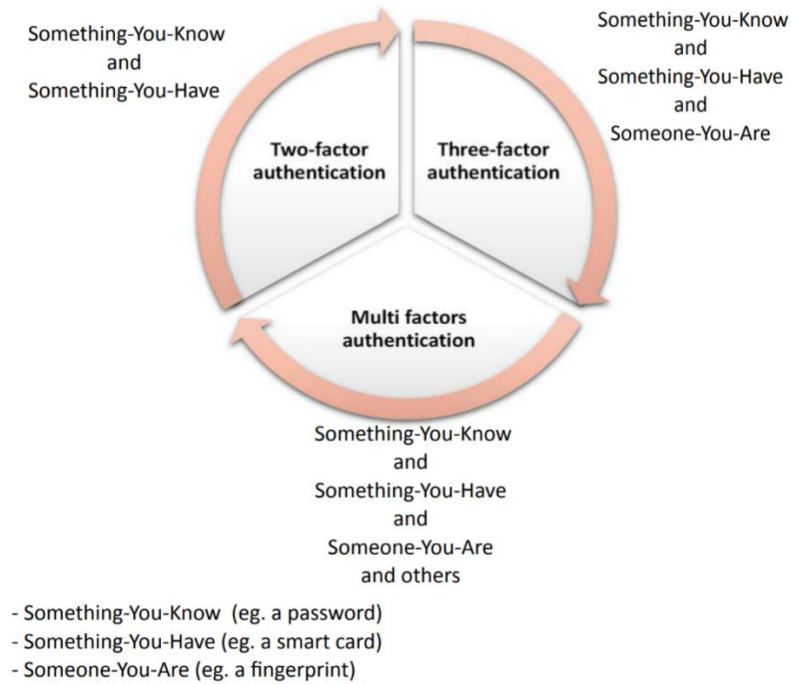 Something-You-Know
and
Something-You-Have
Two-factor
authentication
Something-You-Know
and
Something-You-Have
and
Someone-You-Are
Three-factor
authentication
Multi factors
authentication
Something-You-Know
and
Something-You-Have
and
Someone-You-Are
and others
- Something-You-Know  (eg. a password)
- Something-You-Have (eg. a smart card)
- Someone-You-Are (eg. a fingerprint)